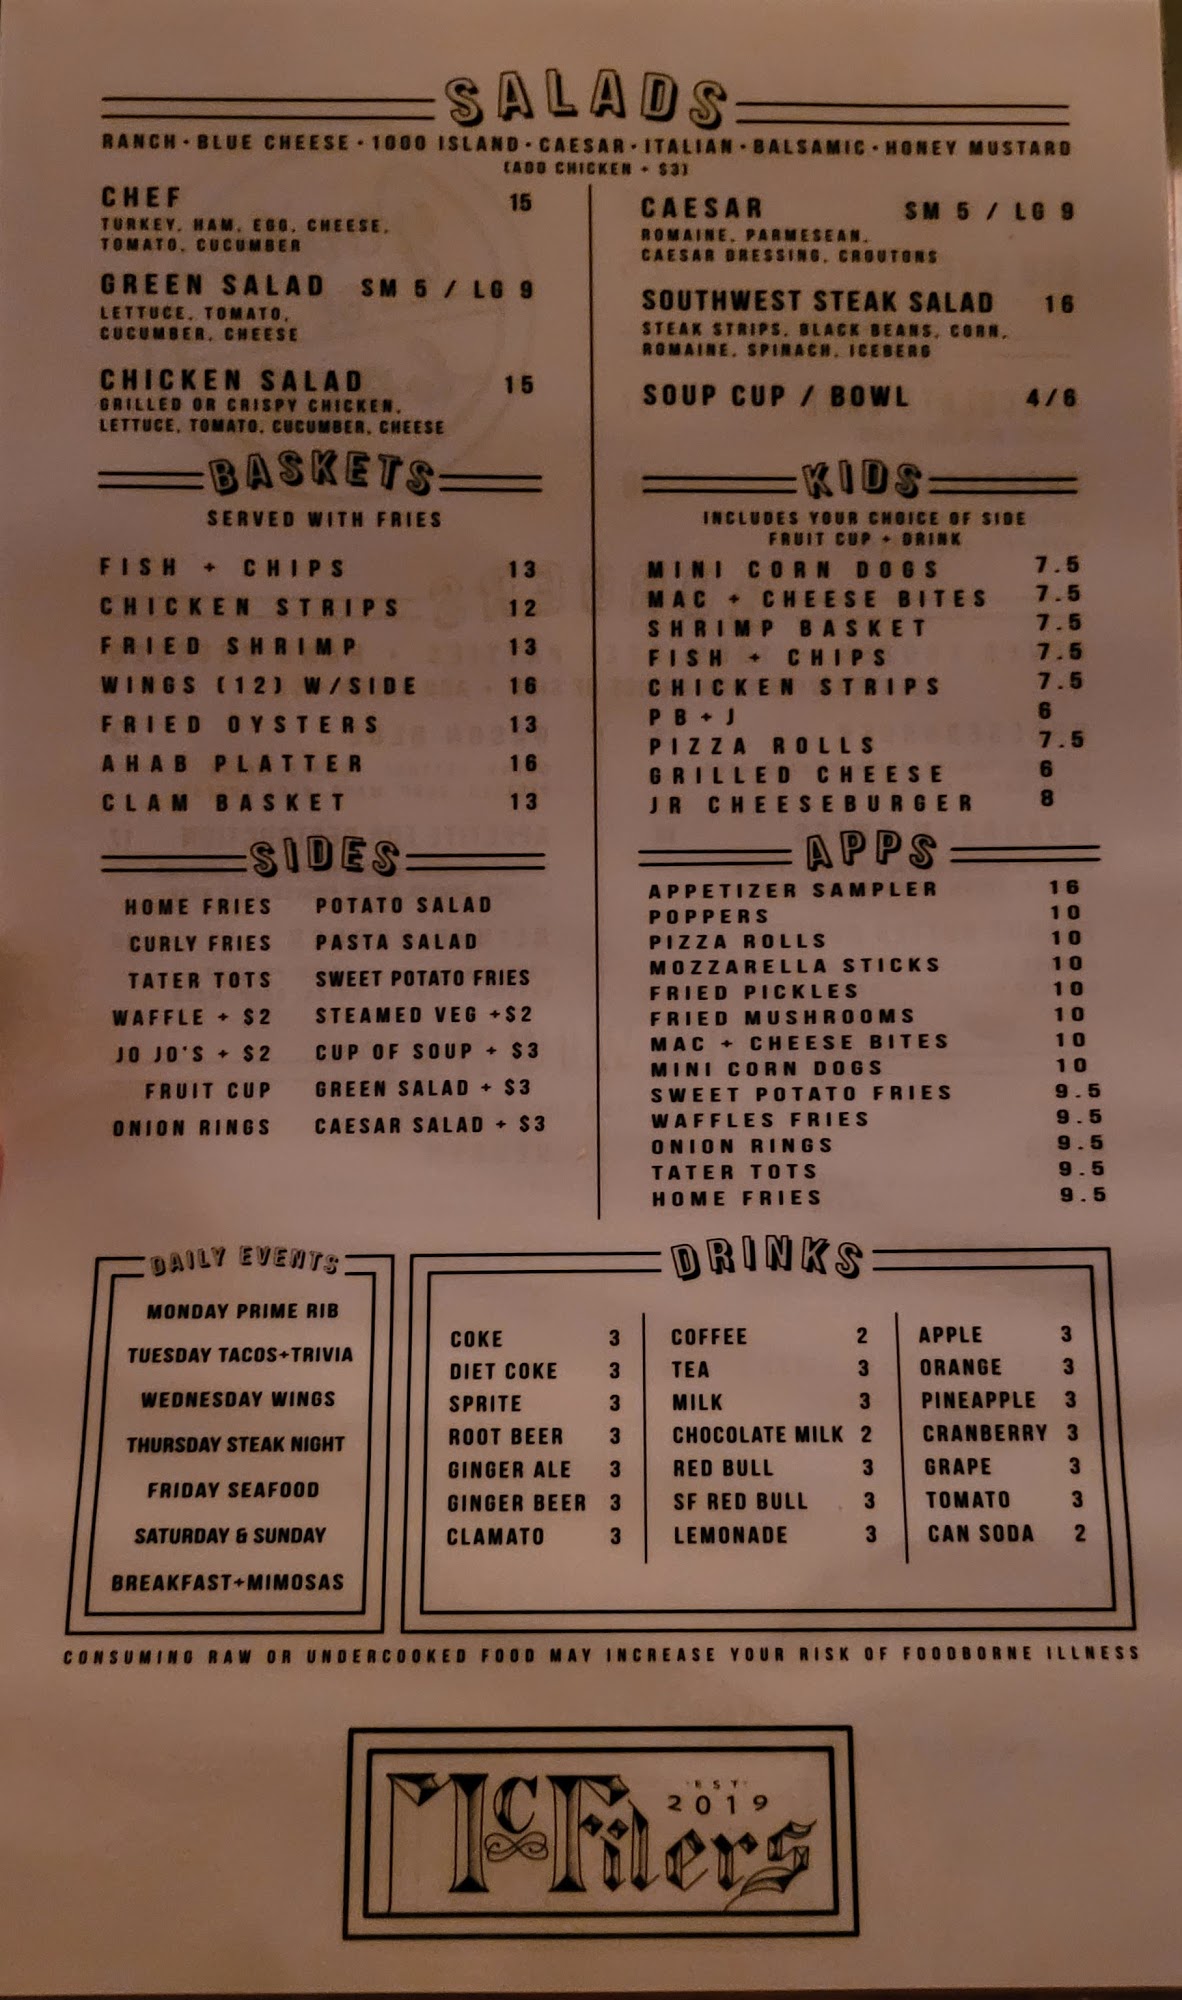 SALADS
RANCH • BLUE CHEESE • 1000 ISLAND • CAESAR • ITALIAN • BALSAMIC • HONEY MUSTARD
(ADD CHICKEN + $3)
CHEF 15
TURKEY, HAM, EGG, CHEESE,
TOMATO, CUCUMBER
GREEN SALAD SM 5 / LG 9
LETTUCE, TOMATO,
CUCUMBER, CHEESE
CHICKEN SALAD 15
GRILLED OR CRISPY CHICKEN,
LETTUCE, TOMATO, CUCUMBER, CHEESE
CAESAR SM 5 / LG 9
ROMAINE, PARMESEAN,
CAESAR DRESSING, CROUTONS
SOUTHWEST STEAK SALAD 16
STEAK STRIPS, BLACK BEANS, CORN,
ROMAINE, SPINACH, ICEBERG
SOUP CUP / BOWL 4/6
BASKETS
SERVED WITH FRIES
FISH + CHIPS 13
CHICKEN STRIPS 12
FRIED SHRIMP 13
WINGS (12) W/SIDE 16
FRIED OYSTERS 13
AHAB PLATTER 16
CLAM BASKET 13
KIDS
INCLUDES YOUR CHOICE OF SIDE
FRUIT CUP + DRINK
MINI CORN DOGS 7.5
MAC + CHEESE BITES 7.5
SHRIMP BASKET 7.5
FISH + CHIPS 7.5
CHICKEN STRIPS 7.5
PB+J 6
PIZZA ROLLS 7.5
GRILLED CHEESE 6
JR CHEESEBURGER 8
SIDES
HOME FRIES POTATO SALAD
CURLY FRIES PASTA SALAD
TATER TOTS SWEET POTATO FRIES
WAFFLE + $2 STEAMED VEG +$2
JO JO'S + $2 CUP OF SOUP + $3
FRUIT CUP GREEN SALAD + $3
ONION RINGS CAESAR SALAD + $3
APPS
APPETIZER SAMPLER 16
POPPERS 10
PIZZA ROLLS 10
MOZZARELLA STICKS 10
FRIED PICKLES 10
FRIED MUSHROOMS 10
MAC + CHEESE BITES 10
MINI CORN DOGS 10
SWEET POTATO FRIES 9.5
WAFFLES FRIES 9.5
ONION RINGS 9.5
TATER TOTS 9.5
HOME FRIES 9.5
DAILY EVENTS
MONDAY PRIME RIB
TUESDAY TACOS+TRIVIA
WEDNESDAY WINGS
THURSDAY STEAK NIGHT
FRIDAY SEAFOOD
SATURDAY & SUNDAY
BREAKFAST+MIMOSAS
DRINKS
COKE 3
DIET COKE 3
SPRITE 3
ROOT BEER 3
GINGER ALE 3
GINGER BEER 3
CLAMATO 3
COFFEE 2
TEA 3
MILK 3
CHOCOLATE MILK 2
RED BULL 3
SF RED BULL 3
LEMONADE 3
APPLE 3
ORANGE 3
PINEAPPLE 3
CRANBERRY 3
GRAPE 3
TOMATO 3
CAN SODA 2
CONSUMING RAW OR UNDERCOOKED FOOD MAY INCREASE YOUR RISK OF FOODBORNE ILLNESS
EST
2019
McFilers